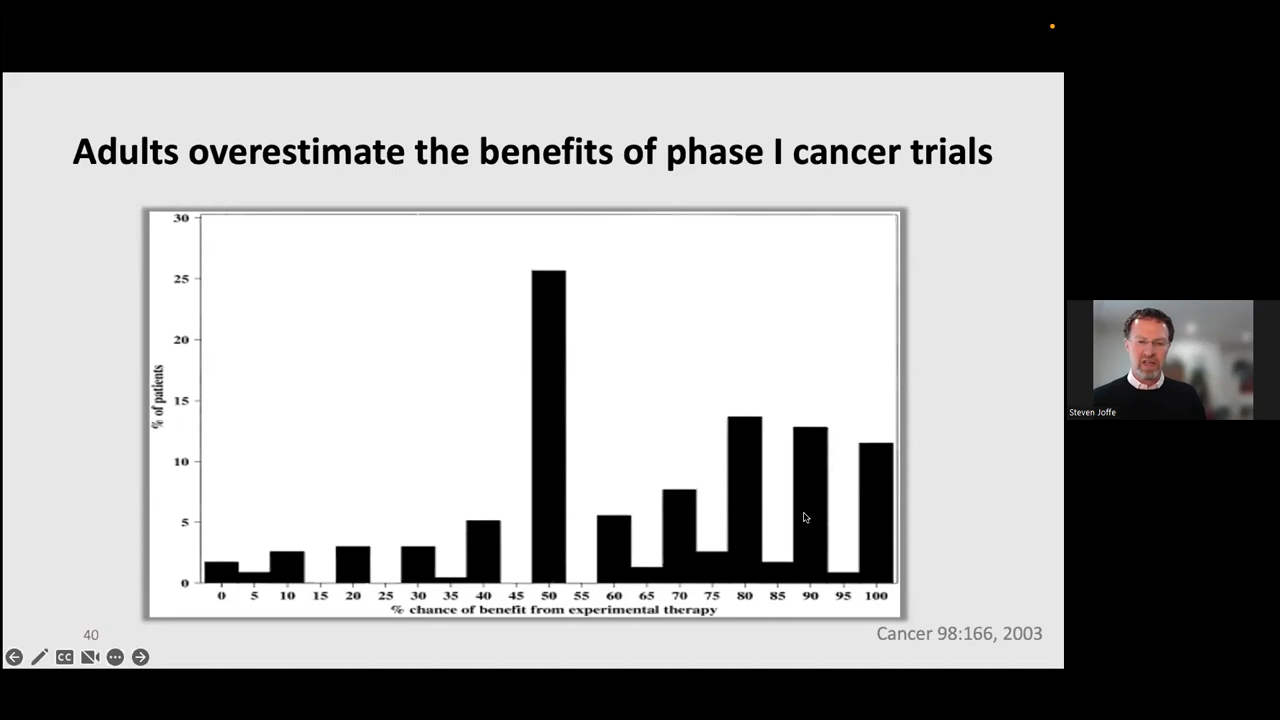 Adults overestimate the benefits of phase I cancer trials
30
25
20
15
10
5
0
% of patients
0 5 10 15 20 25 30 35 40 45 50 55 60 65 70 75 80 85 90 95 100
% chance of benefit from experimental therapy
Steven Joffe
40
Cancer 98:166, 2003
CC